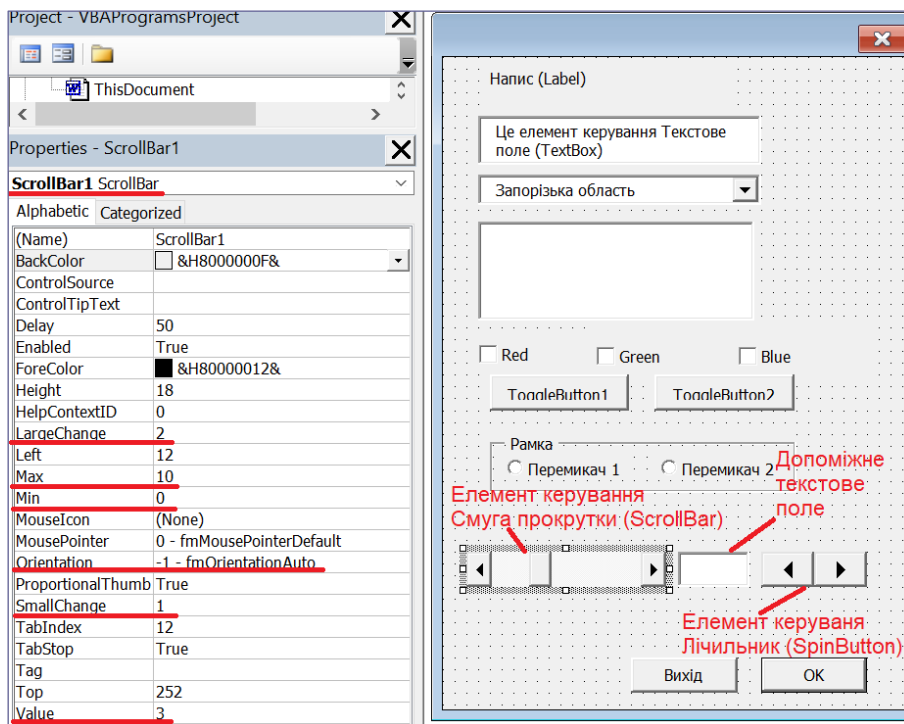 Project - VBAProgramsProject
ThisDocument
Properties - ScrollBar1
ScrollBar1 ScrollBar
Alphabetic Categorized
(Name) ScrollBar1
BackColor &H8000000F&
ControlSource
ControlTipText
Delay 50
Enabled True
ForeColor &H80000012&
Height 18
HelpContextID 0
LargeChange 2
Left 12
Max 10
Min 0
MouseIcon (None)
MousePointer 0 - fmMousePointerDefault
Orientation -1 - fmOrientationAuto
ProportionalThumb True
SmallChange 1
TabIndex 12
TabStop True
Tag
Top 252
Value 3
Напис (Label)
Це елемент керування Текстове
поле (TextBox)
Запорізька область
Red Green Blue
ToggleButton1 ToggleButton2
Рамка
Перемикач 1 Перемикач 2
Допоміжне
текстове
поле
Елемент керування
Смуга прокрутки (ScrollBar)
Елемент керуваня
Лічильник (SpinButton)
Вихід OK